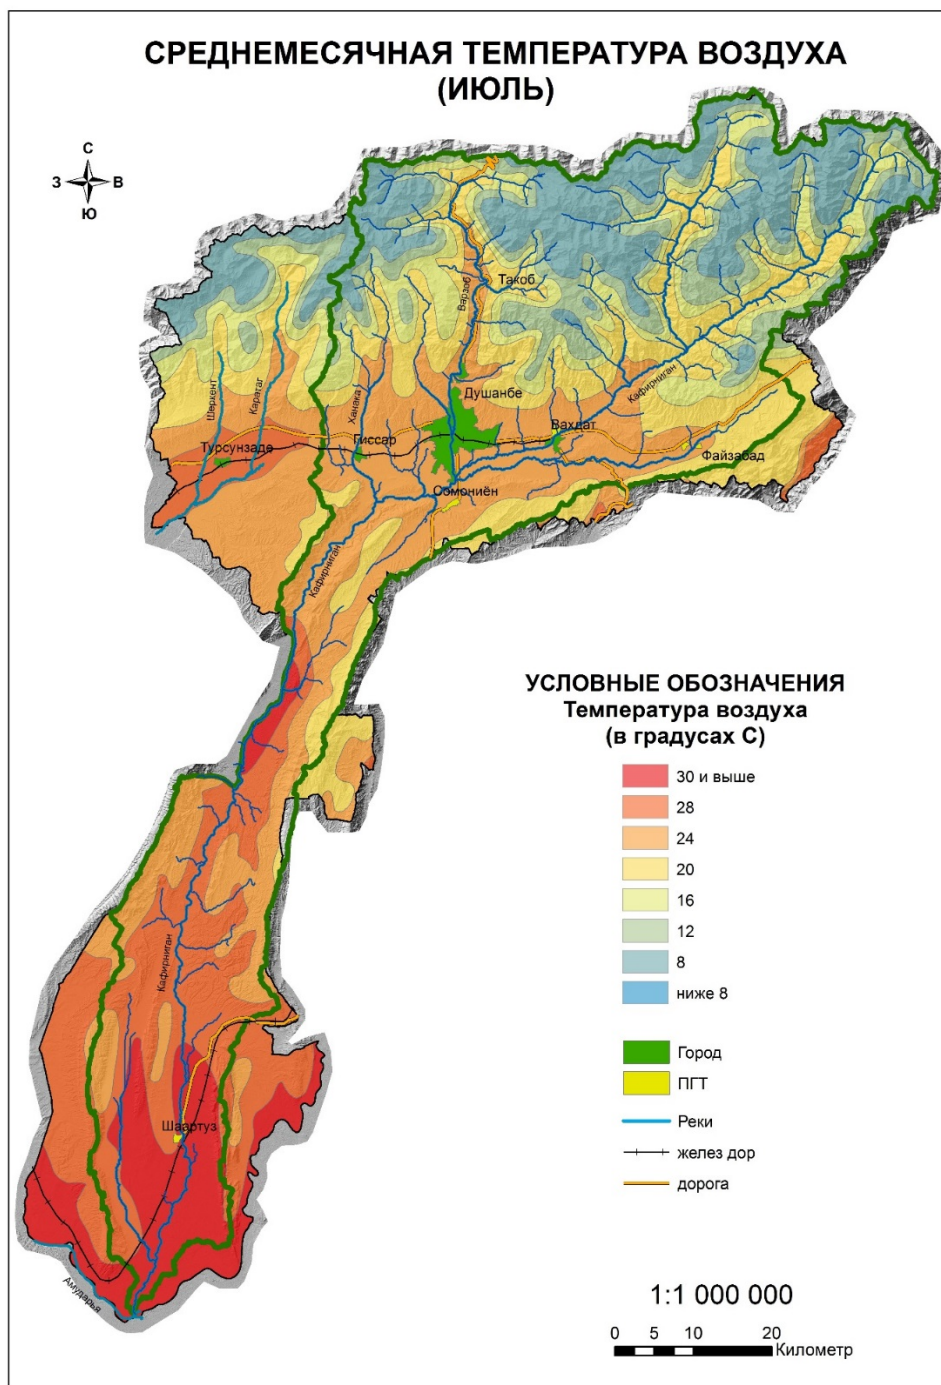 СРЕДНЕМЕСЯЧНАЯ ТЕМПЕРАТУРА ВОЗДУХА
(ИЮЛЬ)
С
З В
Ю
Такоб
Варзоб
Душанбе
Кафирниган
Шерхент
Каратаг
Ханака
Турсунзаде
Гиссар
Вахдат
Файзабад
Сомониён
Кафирниган
УСЛОВНЫЕ ОБОЗНАЧЕНИЯ
Температура воздуха
(в градусах С)
30 и выше
28
24
20
16
12
8
ниже 8
Город
ПГТ
Реки
желез дор
дорога
Кафирниган
Шаартуз
Амударья
1:1 000 000
0 5 10 20
Километр